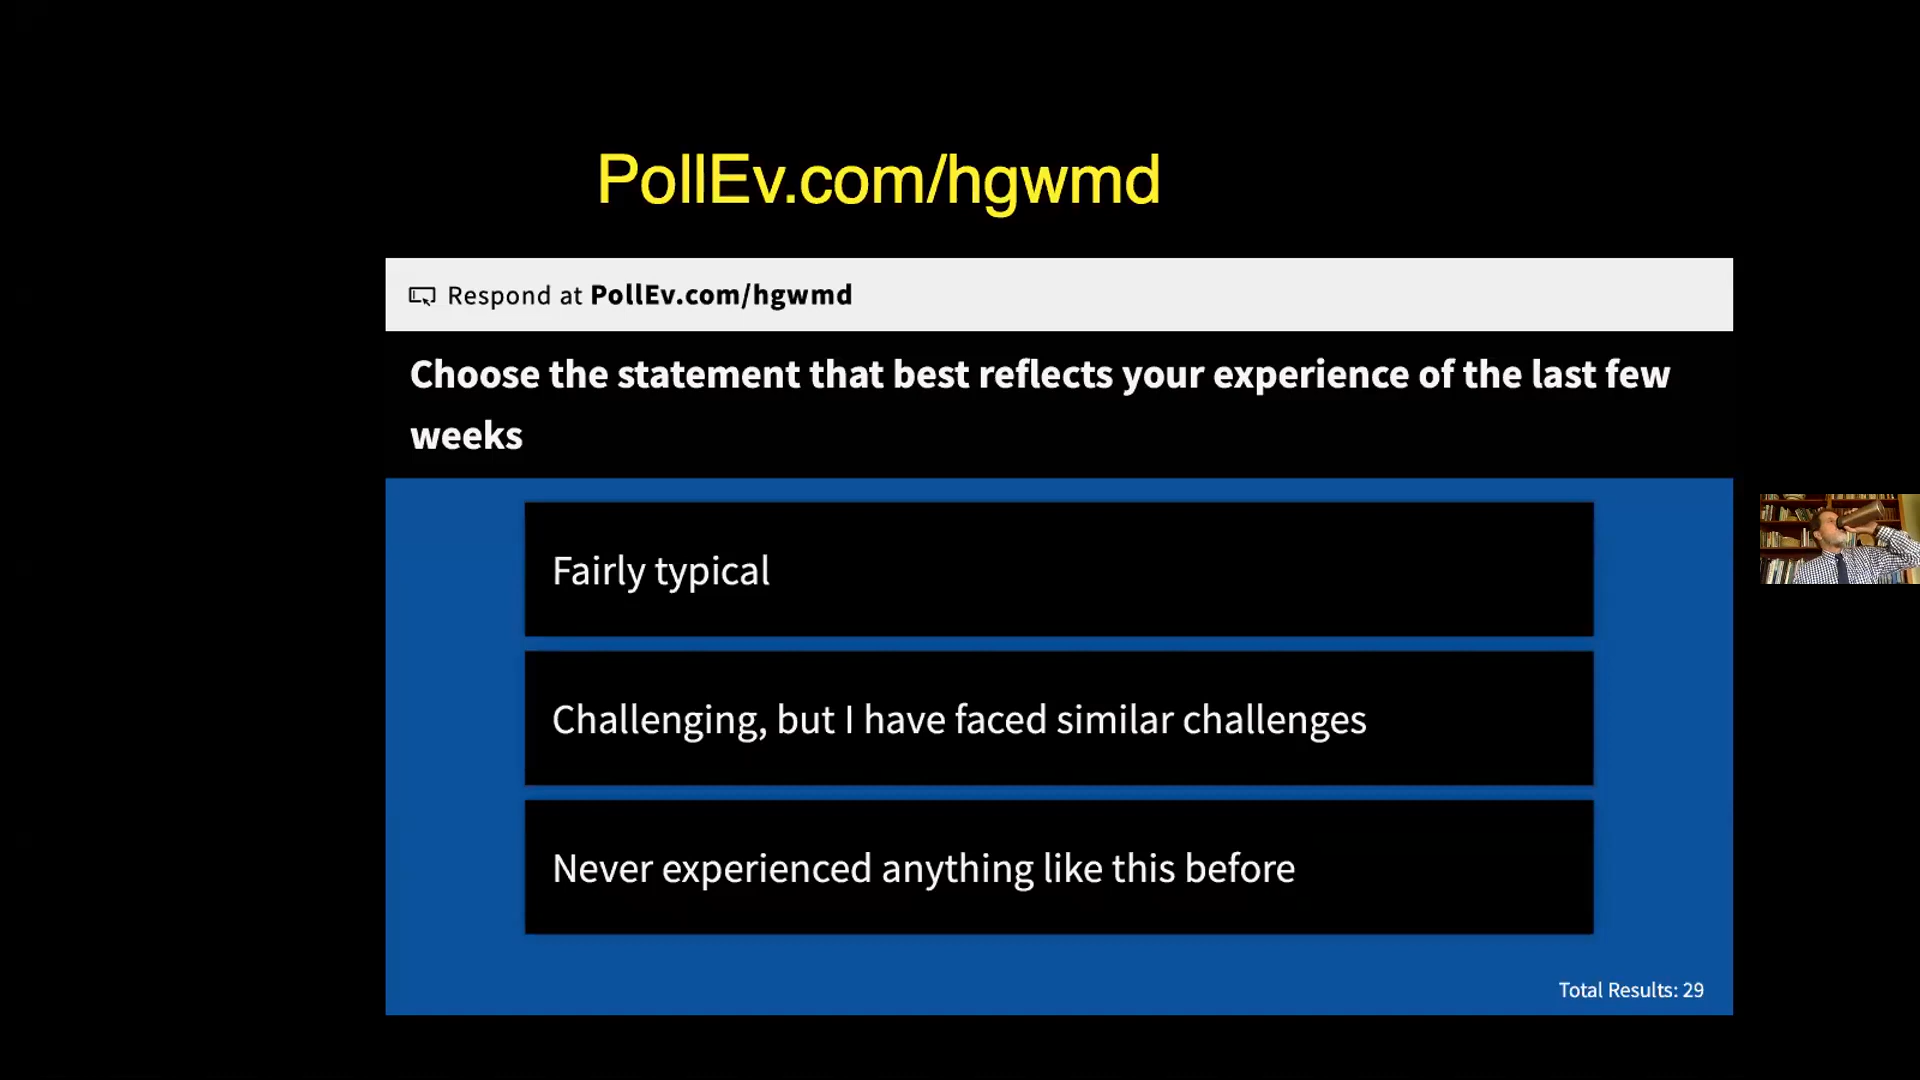 PollEv.com/hgwmd
Respond at PollEv.com/hgwmd
Choose the statement that best reflects your experience of the last few
weeks
Fairly typical
Challenging, but I have faced similar challenges
Never experienced anything like this before
Total Results: 29